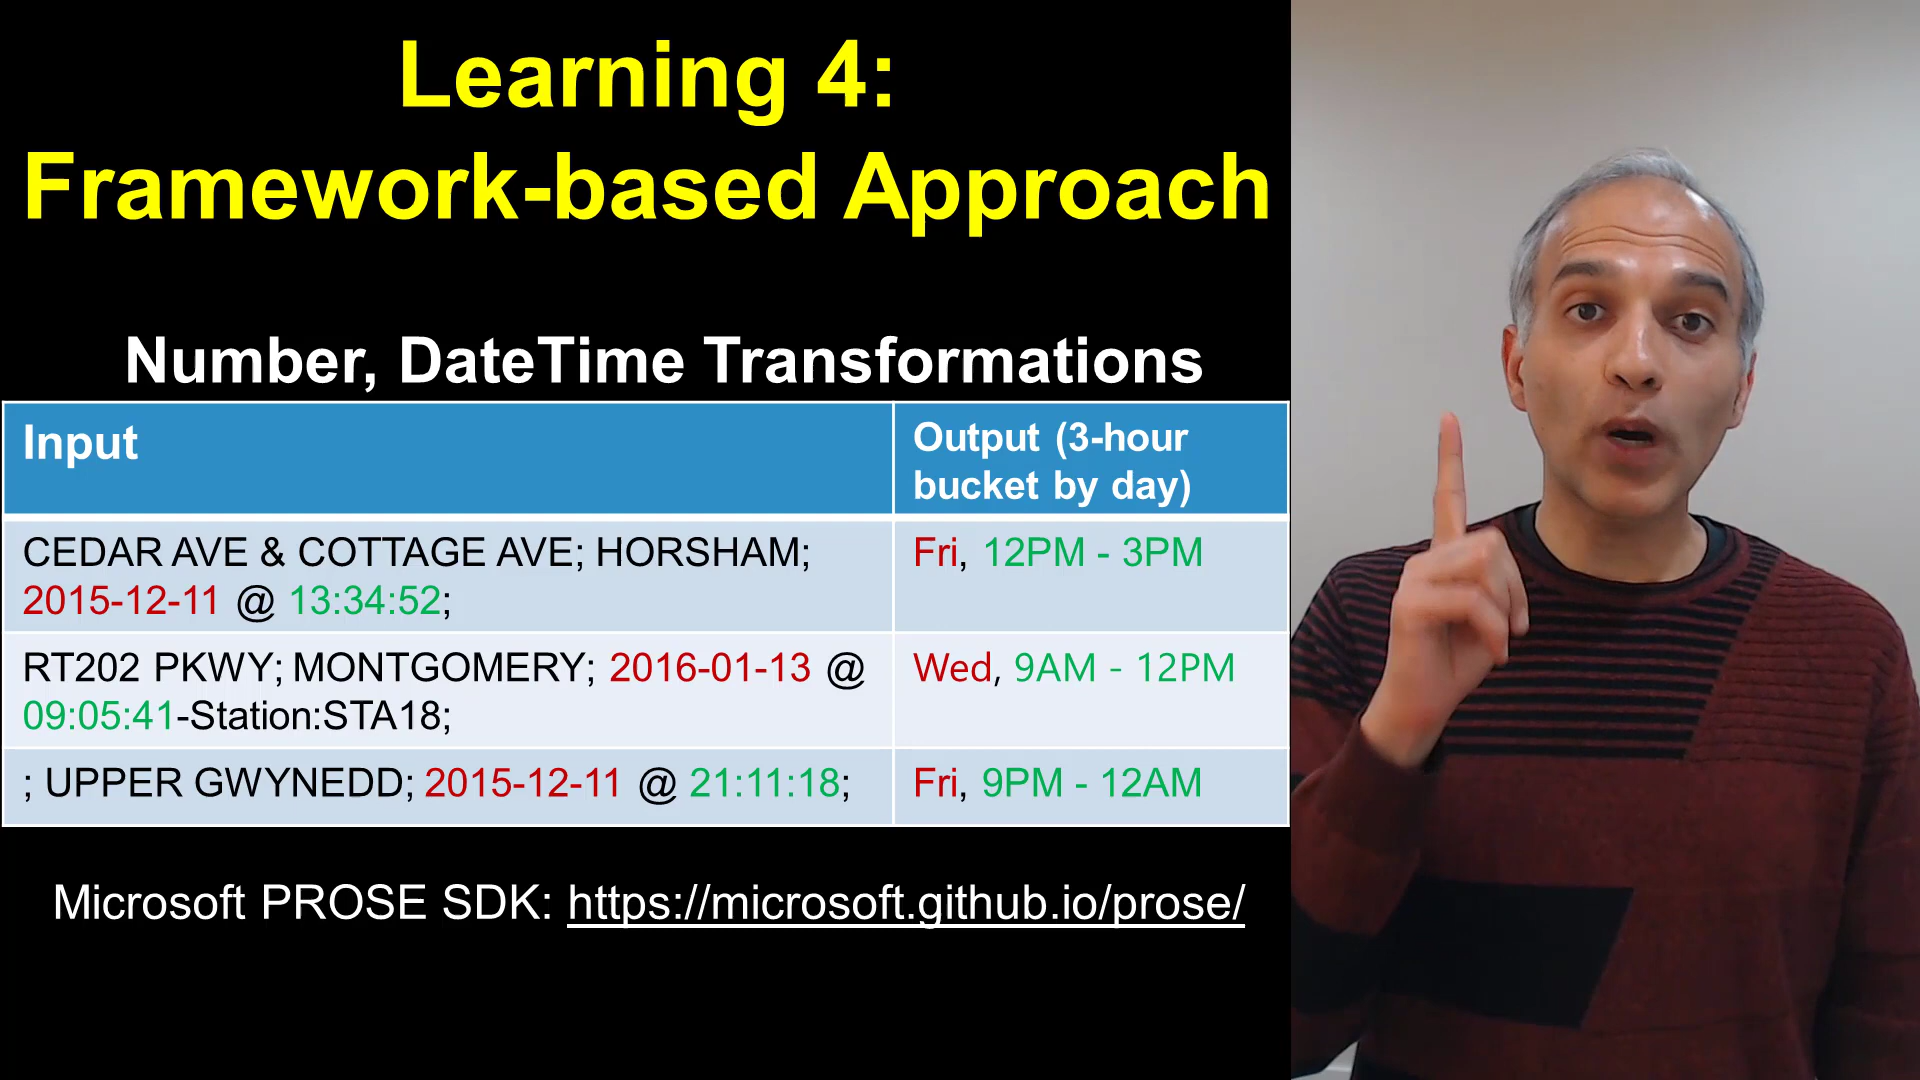 Learning 4:
Framework-based Approach
Number, DateTime Transformations
Input
Output (3-hour
bucket by day)
CEDAR AVE & COTTAGE AVE; HORSHAM;
2015-12-11 @ 13:34:52;
Fri, 12PM - 3PM
RT202 PKWY; MONTGOMERY; 2016-01-13 @
09:05:41-Station:STA18;
Wed, 9AM - 12PM
; UPPER GWYNEDD; 2015-12-11 @ 21:11:18;
Fri, 9PM - 12AM
Microsoft PROSE SDK: https://microsoft.github.io/prose/